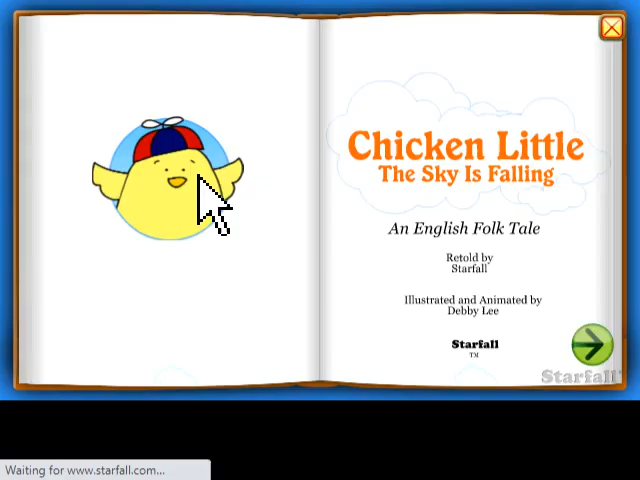 Chicken Little
The Sky Is Falling
An English Folk Tale
Retold by
Starfall
Illustrated and Animated by
Debby Lee
Starfall
TM
Starfall
Waiting for www.starfall.com...